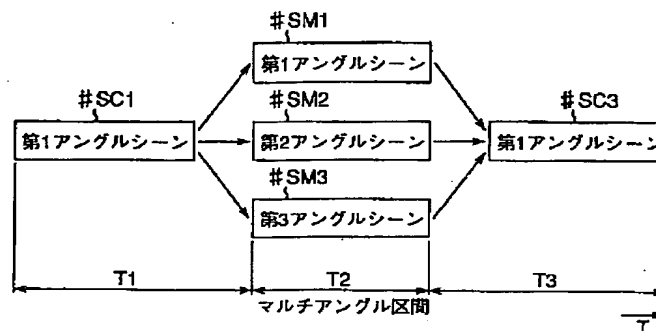 #SM1
第1アングルシーン
#SC1
#SM2
#SC3
第1アングルシーン
第2アングルシーン
第1アングルシーン
#SM3
第3アングルシーン
T1
T2
T3
マルチアングル区間
T